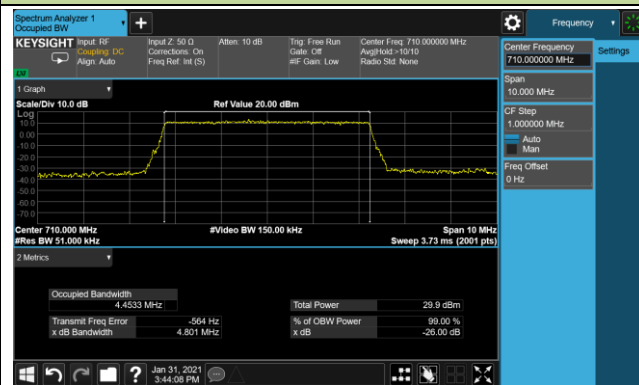 Spectrum Analyzer 1
Occupied BW
Frequency
KEYSIGHT
Input: RF
Coupling: DC
Align: Auto
Input Z: 50 Ω
Corrections: On
Freq Ref: Int (S)
Atten: 10 dB
Trig: Free Run
Gate: Off
#IF Gain: Low
Center Freq: 710.000000 MHz
Avg|Hold:>10/10
Radio Std: None
LXI
Center Frequency
710.000000 MHz
Settings
Span
10.000 MHz
CF Step
1.000000 MHz
Auto
Man
Freq Offset
0 Hz
1 Graph
Scale/Div 10.0 dB
Ref Value 20.00 dBm
Log
10.0
0.00
-10.0
-20.0
-30.0
-40.0
-50.0
-60.0
-70.0
Center 710.000 MHz
#Video BW 150.00 kHz
Span 10 MHz
#Res BW 51.000 kHz
Sweep 3.73 ms (2001 pts)
2 Metrics
Occupied Bandwidth
4.4533 MHz
Total Power
29.9 dBm
Transmit Freq Error
-564 Hz
% of OBW Power
99.00 %
x dB Bandwidth
4.801 MHz
x dB
-26.00 dB
?
Jan 31, 2021
3:44:08 PM